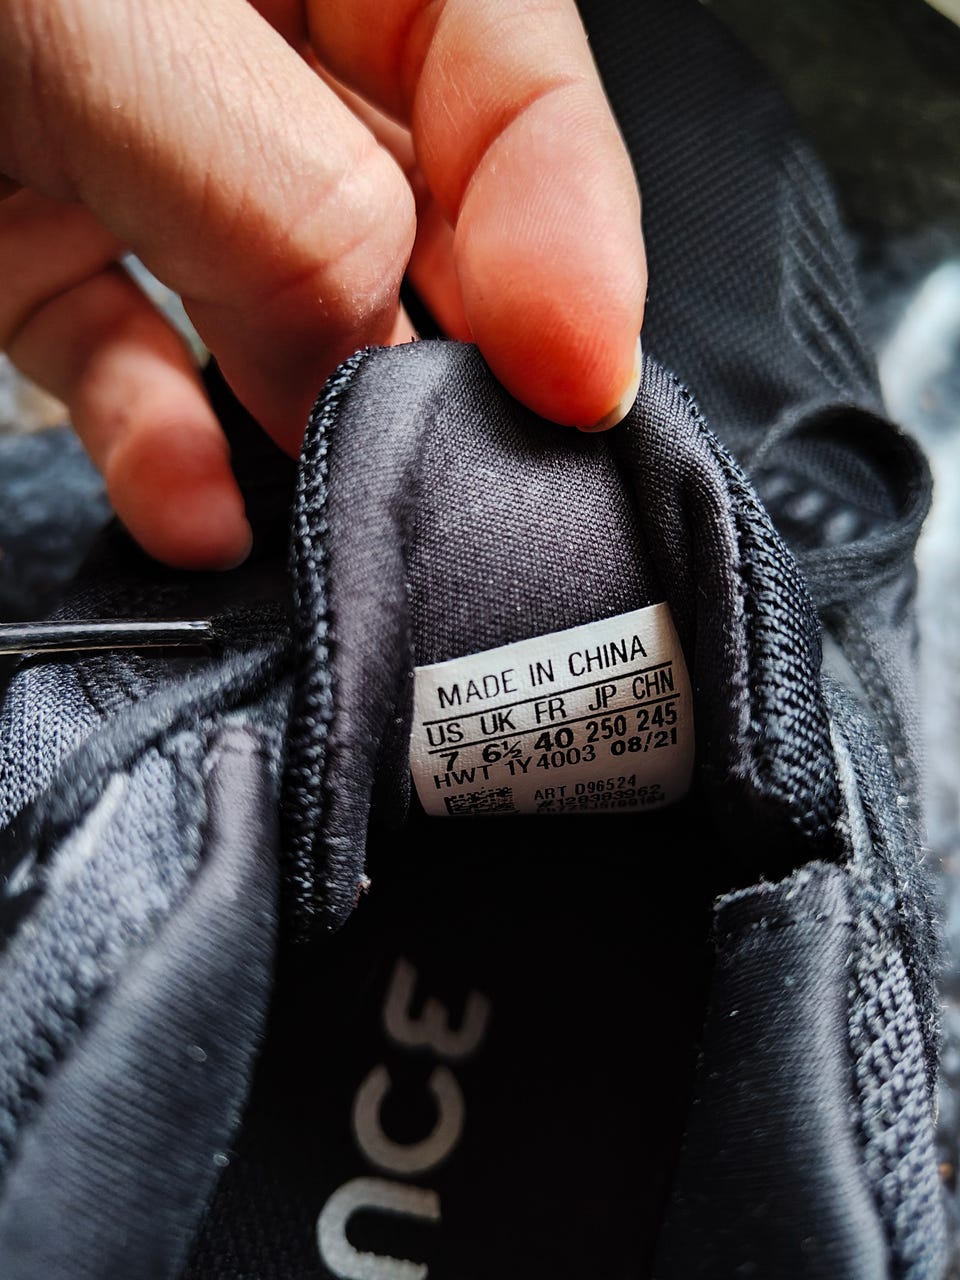 MADE IN CHINA
US UK FR JP CHN
7 6½ 40 250 245
HWT 1Y4003 08/21
ART D96524
nce